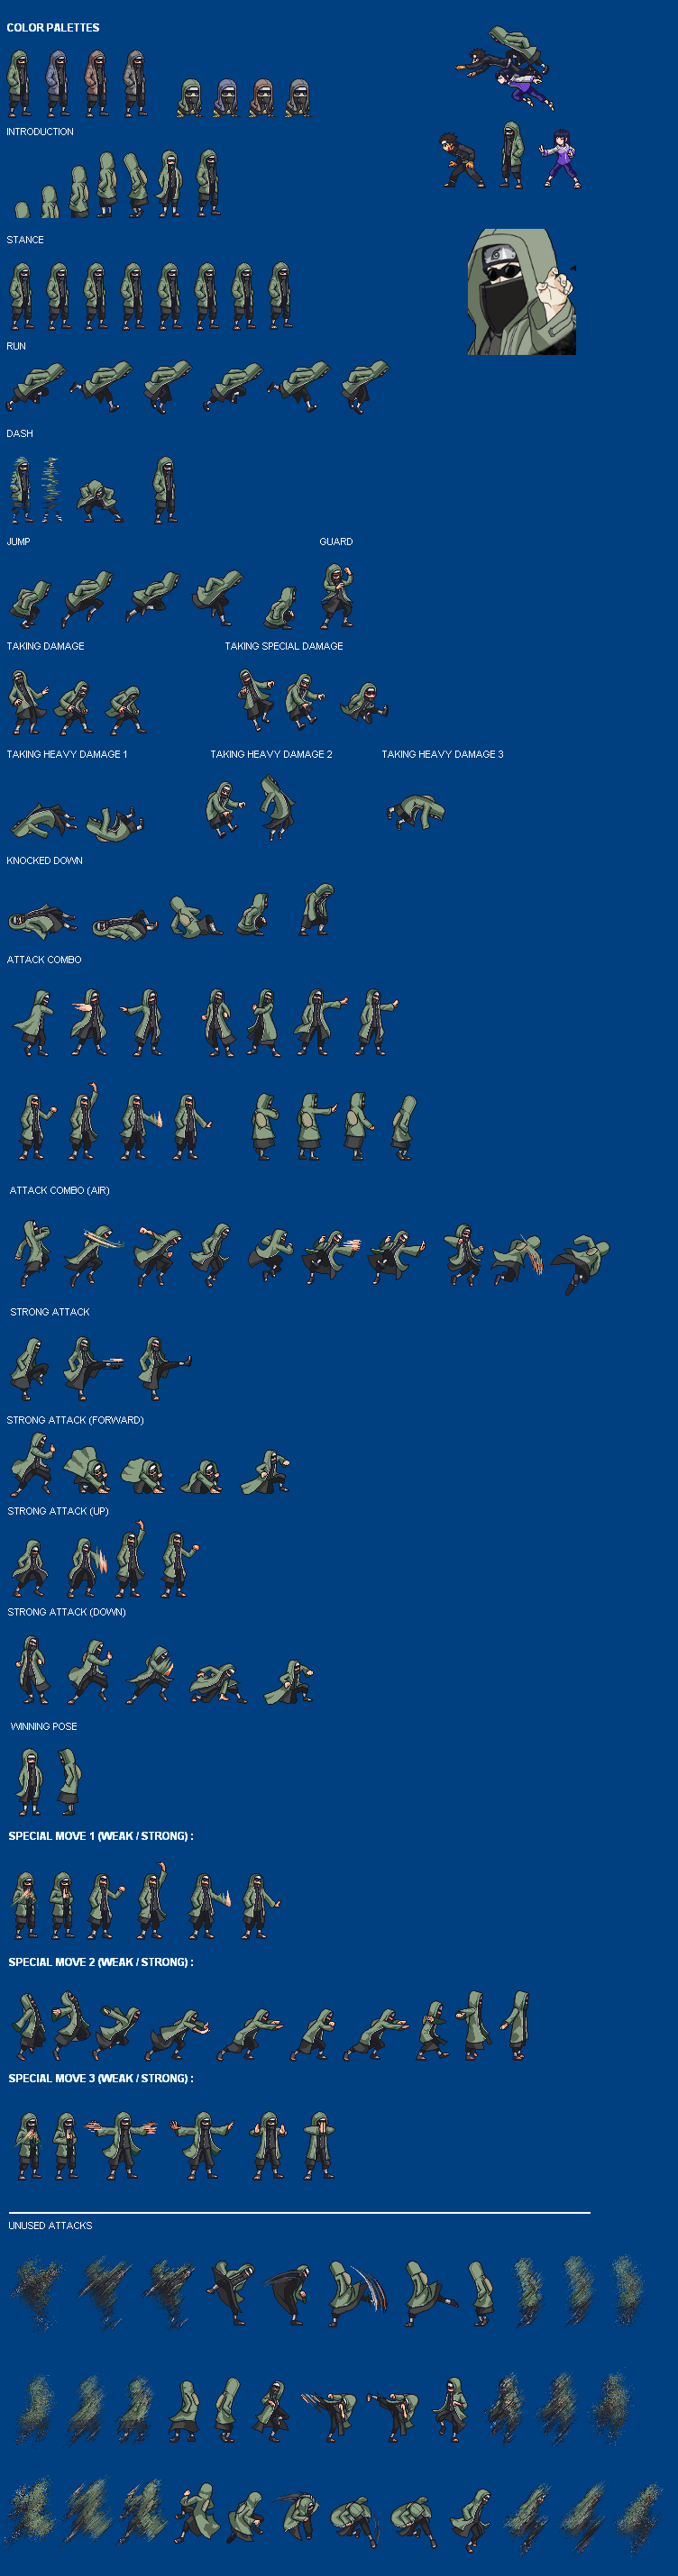 COLOR PALETTES
INTRODUCTION
STANCE
RUN
DASH
JUMP
GUARD
TAKING DAMAGE
TAKING SPECIAL DAMAGE
TAKING HEAVY DAMAGE 1
TAKING HEAVY DAMAGE 2
TAKING HEAVY DAMAGE 3
KNOCKED DOWN
ATTACK COMBO
ATTACK COMBO (AIR)
STRONG ATTACK
STRONG ATTACK (FORWARD)
STRONG ATTACK (UP)
STRONG ATTACK (DOWN)
WINNING POSE
SPECIAL MOVE 1 (WEAK / STRONG) :
SPECIAL MOVE 2 (WEAK / STRONG) :
SPECIAL MOVE 3 (WEAK / STRONG) :
UNUSED ATTACKS